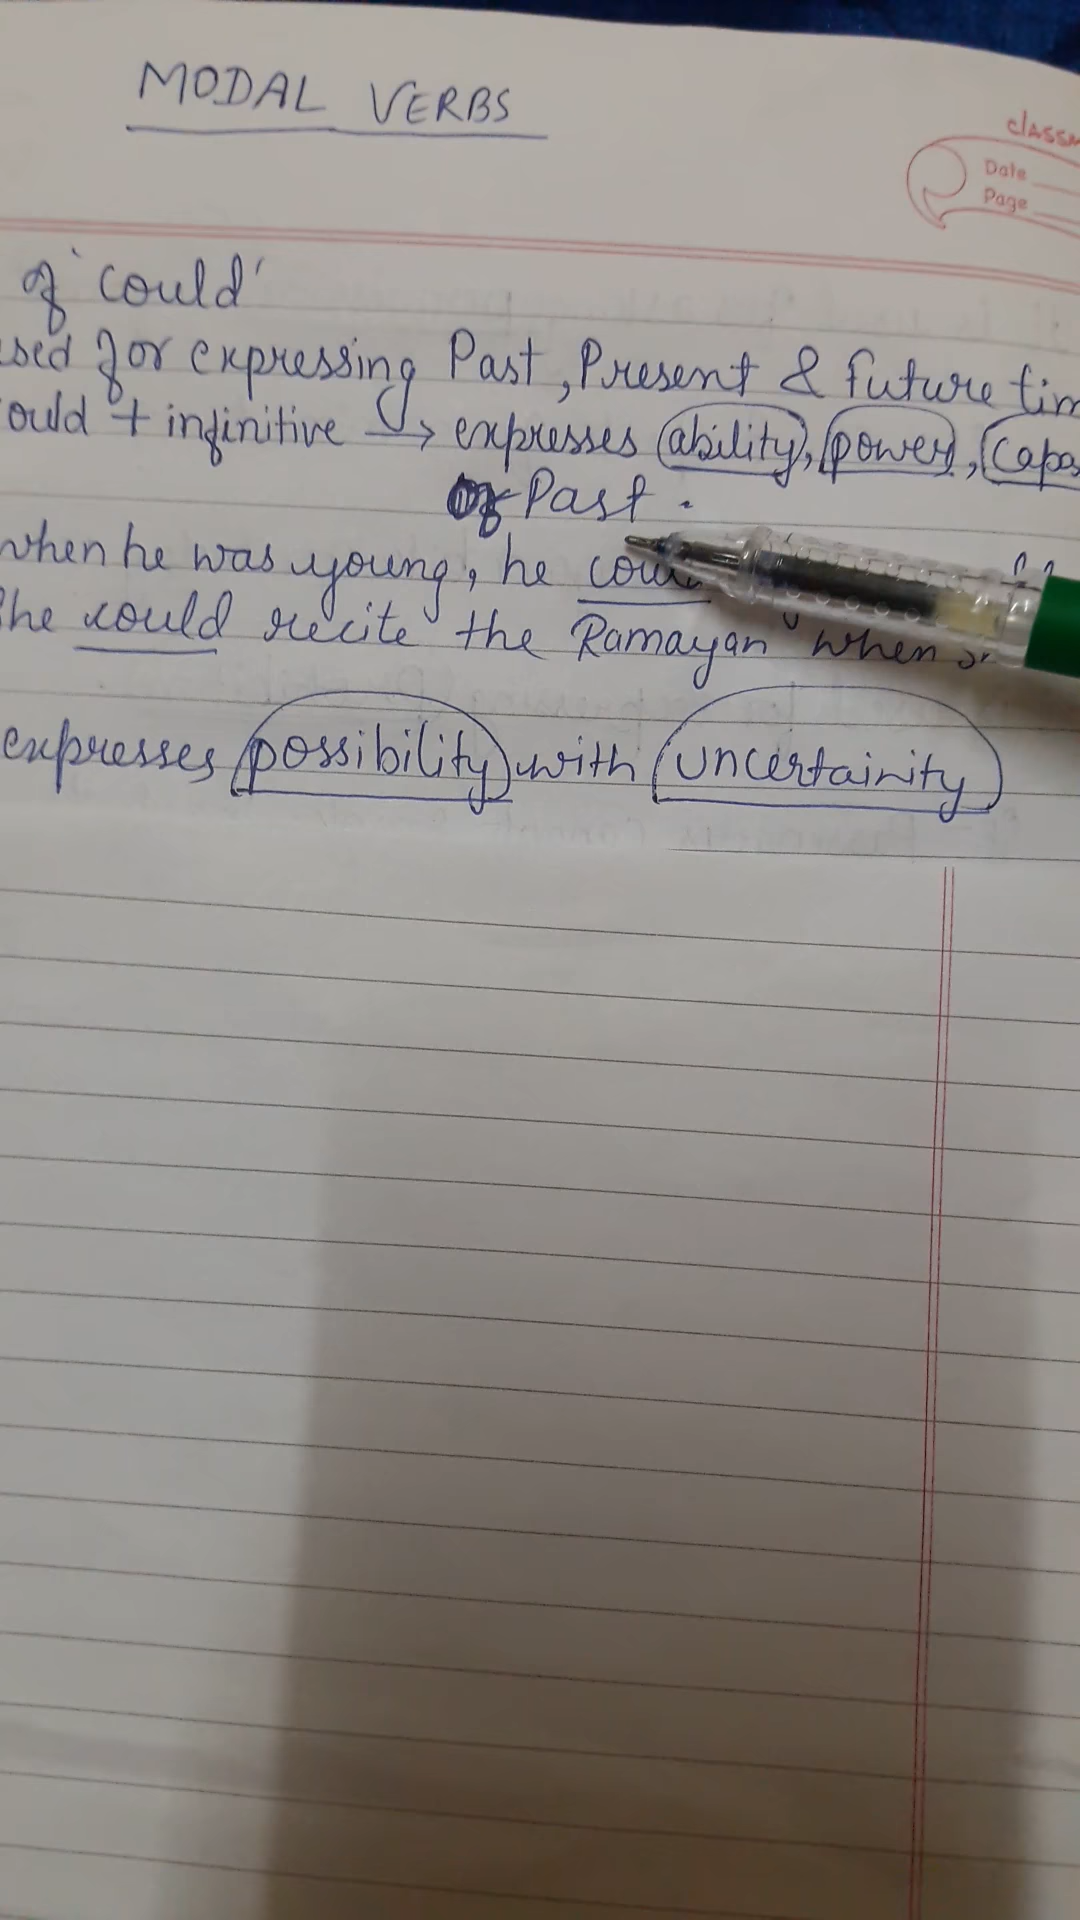 MODAL VERBS
classm
Date
Page
of 'could'
sed for expressing Past, Present & future tim
ould + infinitive → expresses ability, power, Capa
of Past.
when he was young, he
he could recite the Ramayan when
expresses possibility with uncertainity